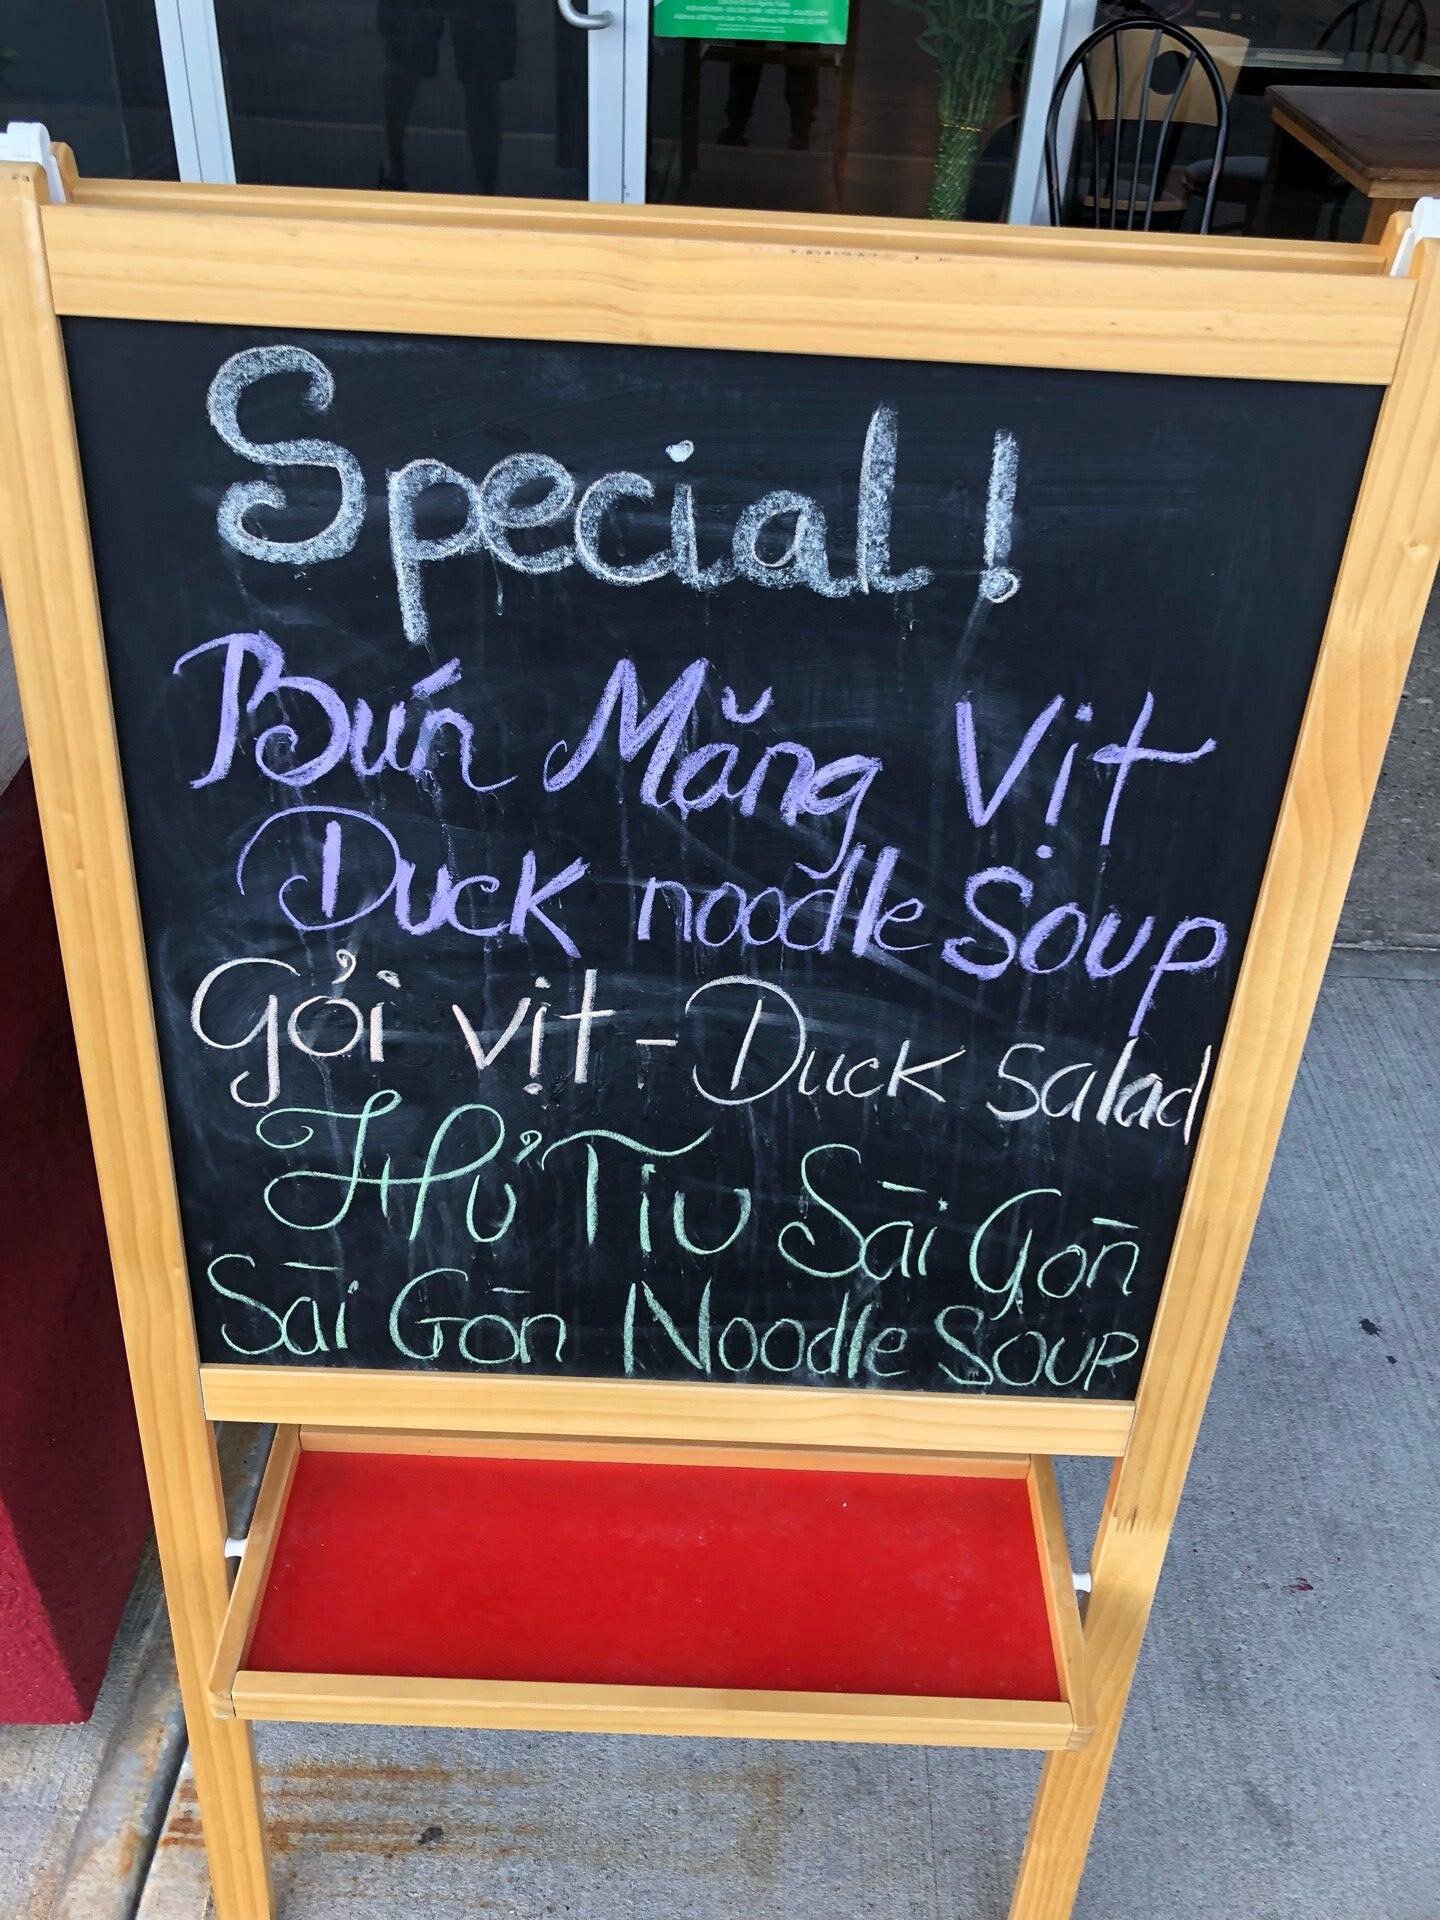 Special!
Bún Măng Vịt
Duck noodle Soup
Gỏi vịt - Duck Salad
Hủ Tíu Sài Gòn
Sài Gòn Noodle Soup